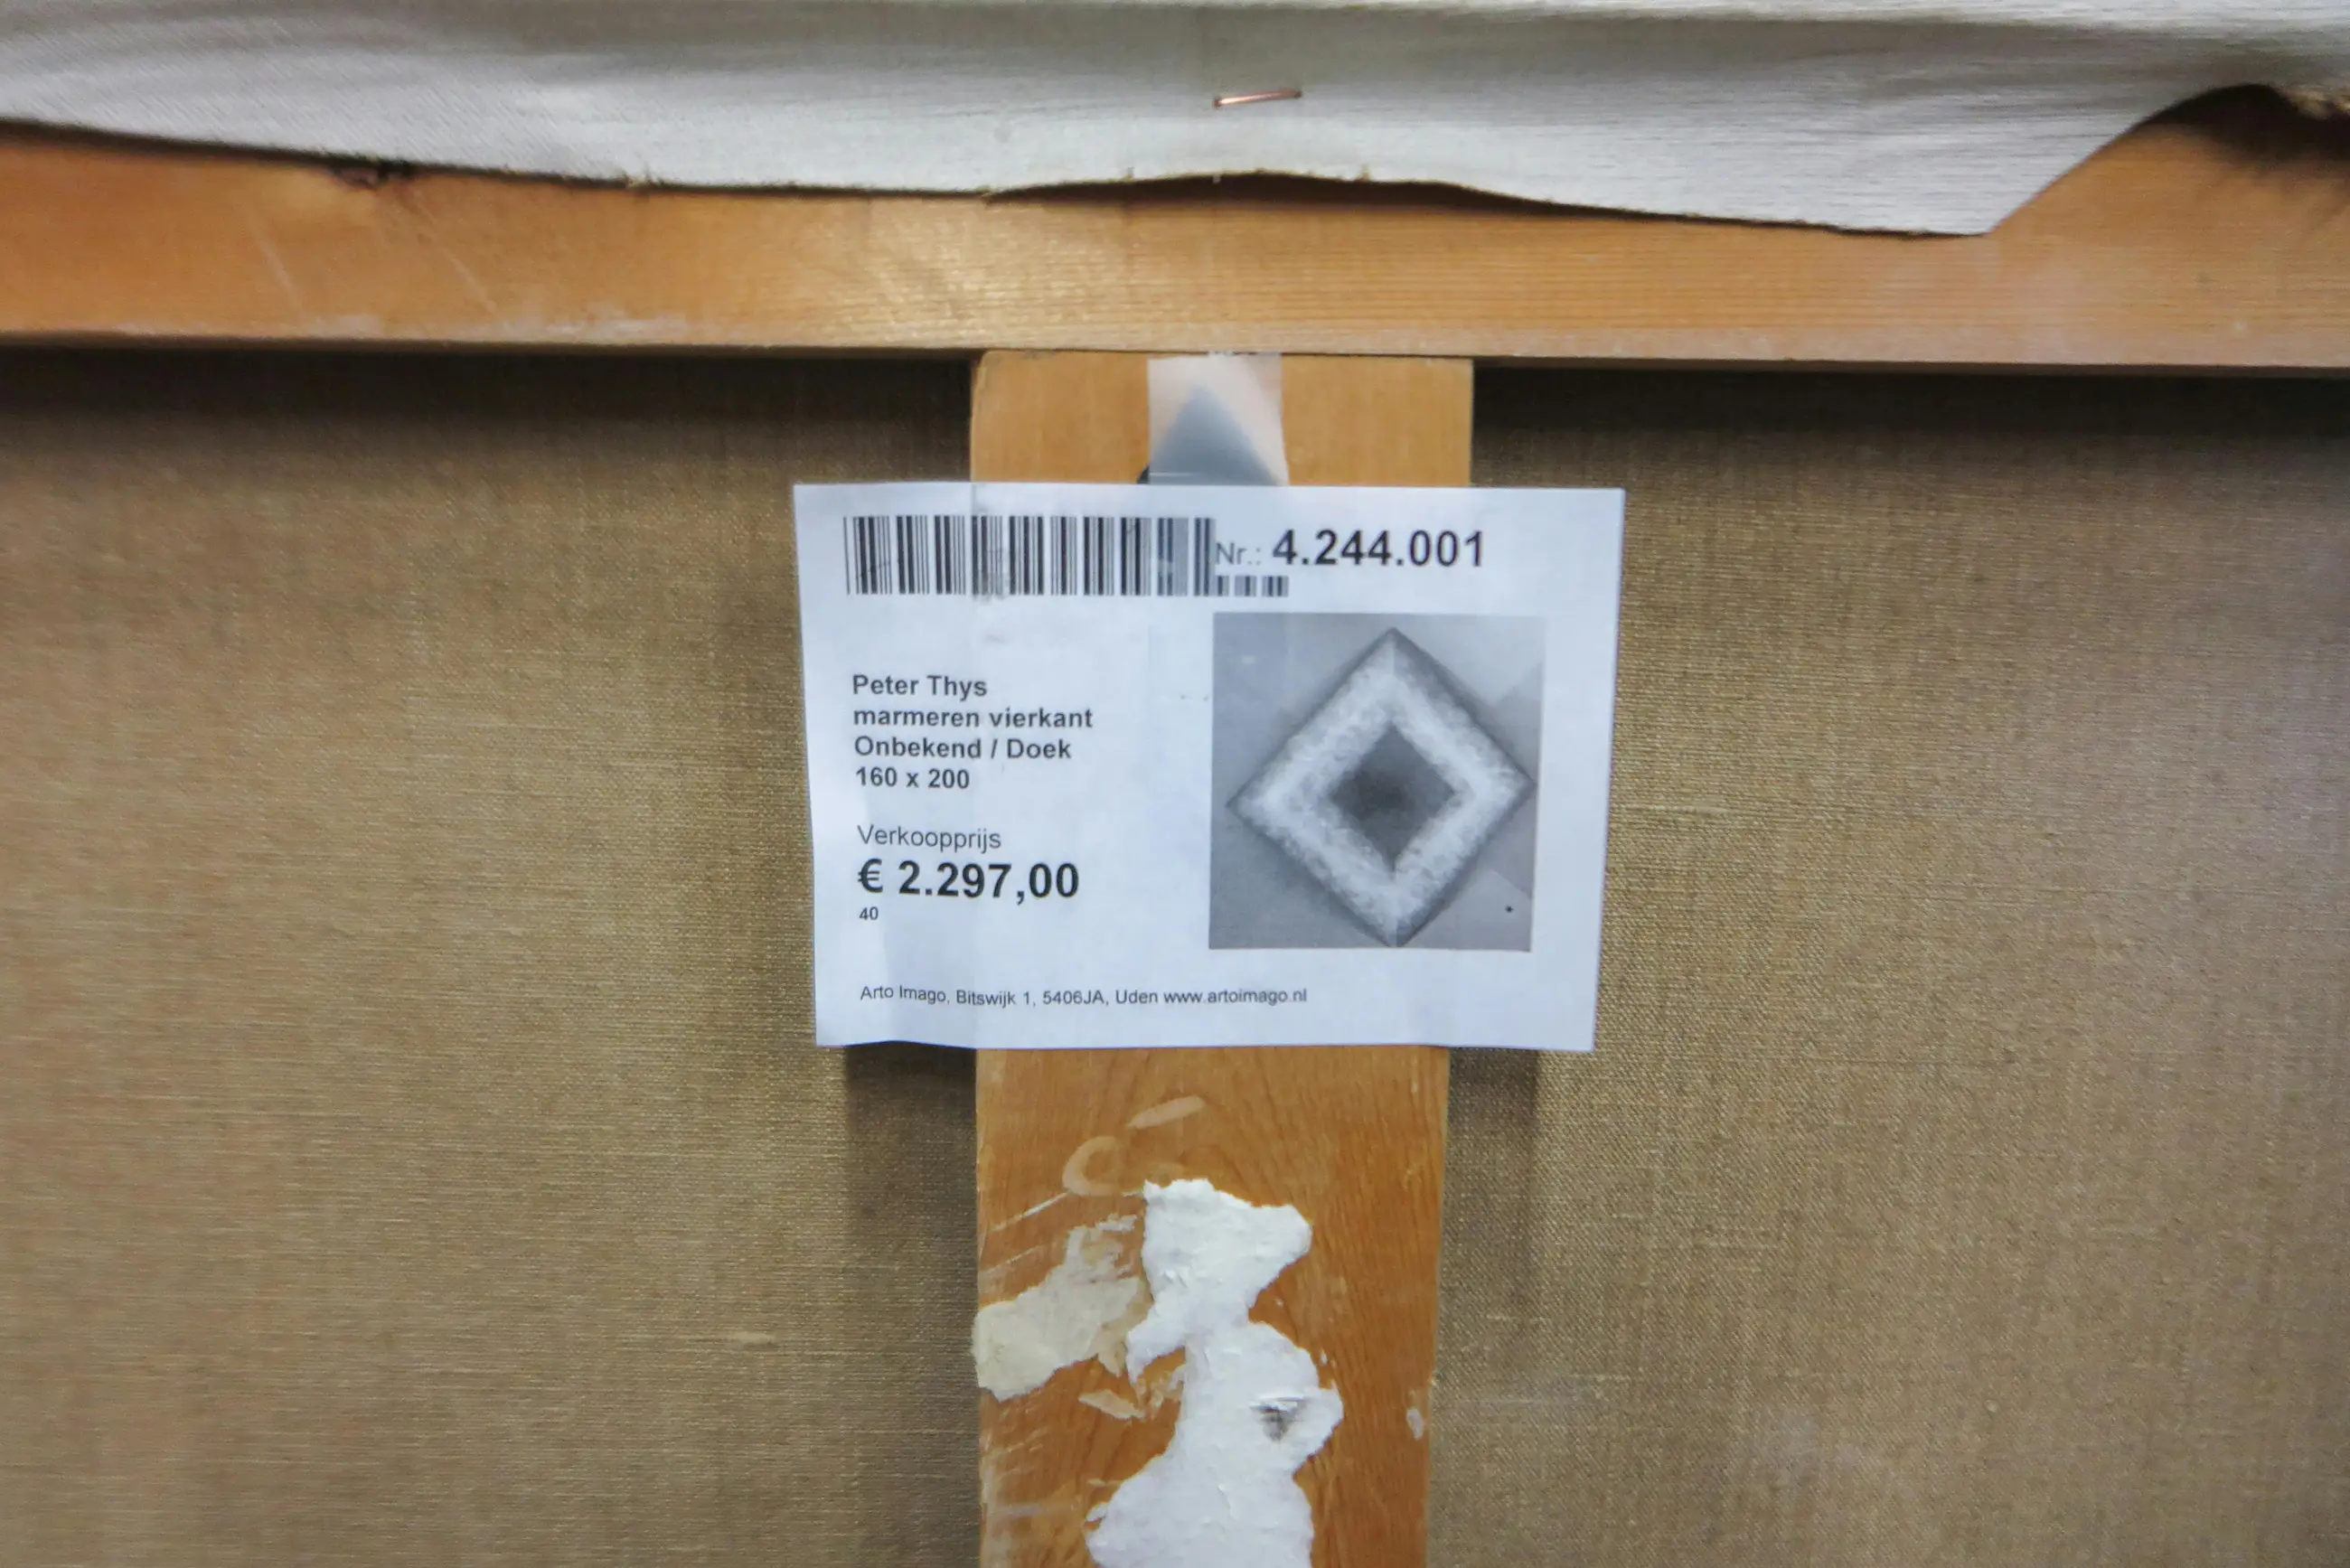 Nr.: 4.244.001
Peter Thys
marmeren vierkant
Onbekend / Doek
160 x 200
Verkoopprijs
€ 2.297,00
40
Arto Imago, Bitswijk 1, 5406JA, Uden www.artoimago.nl